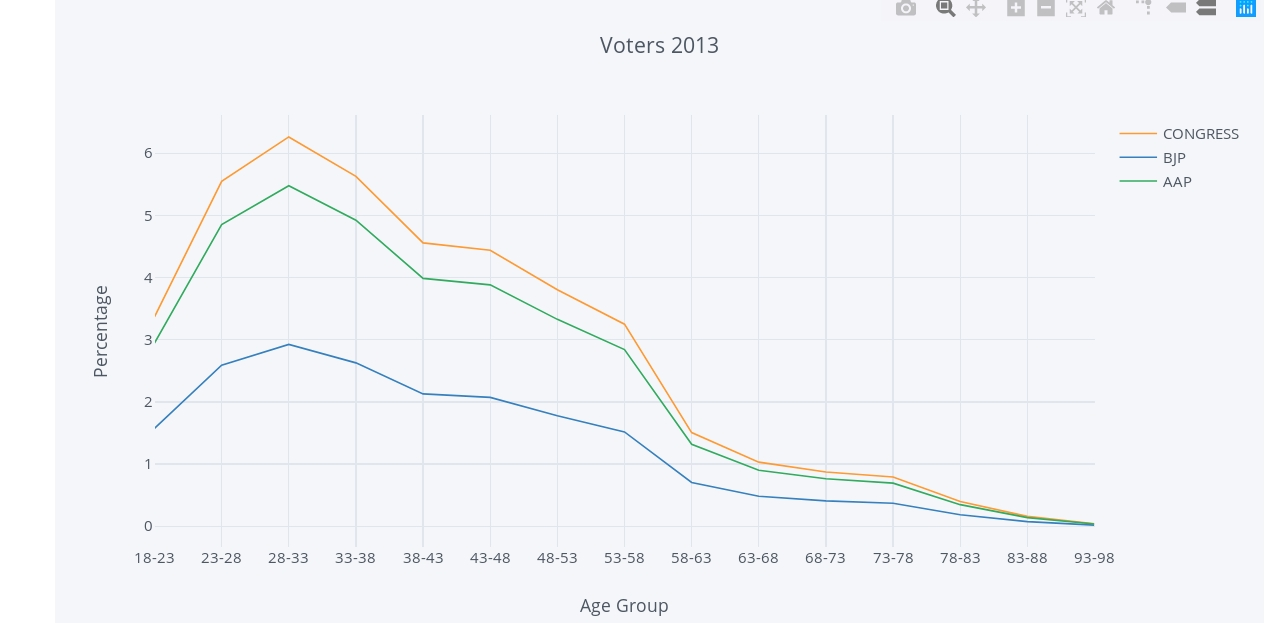 Voters 2013
CONGRESS
BJP
AAP
6
5
4
3
2
1
0
Percentage
18-23 23-28 28-33 33-38 38-43 43-48 48-53 53-58 58-63 63-68 68-73 73-78 78-83 83-88 93-98
Age Group